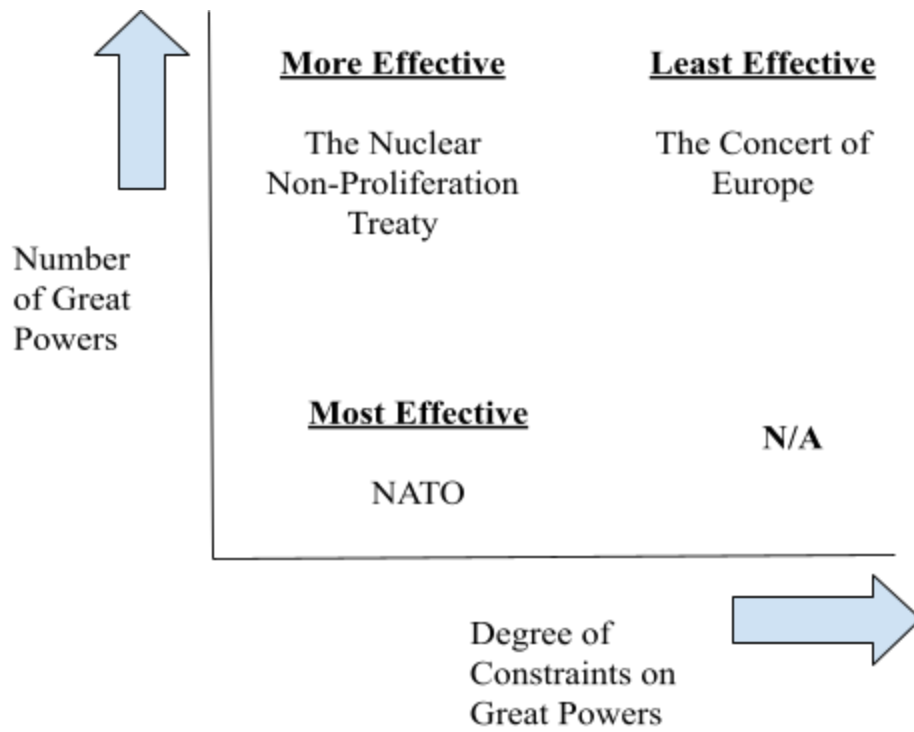 More Effective
Least Effective
The Nuclear
Non-Proliferation
Treaty
The Concert of
Europe
Number
of Great
Powers
Most Effective
N/A
NATO
Degree of
Constraints on
Great Powers